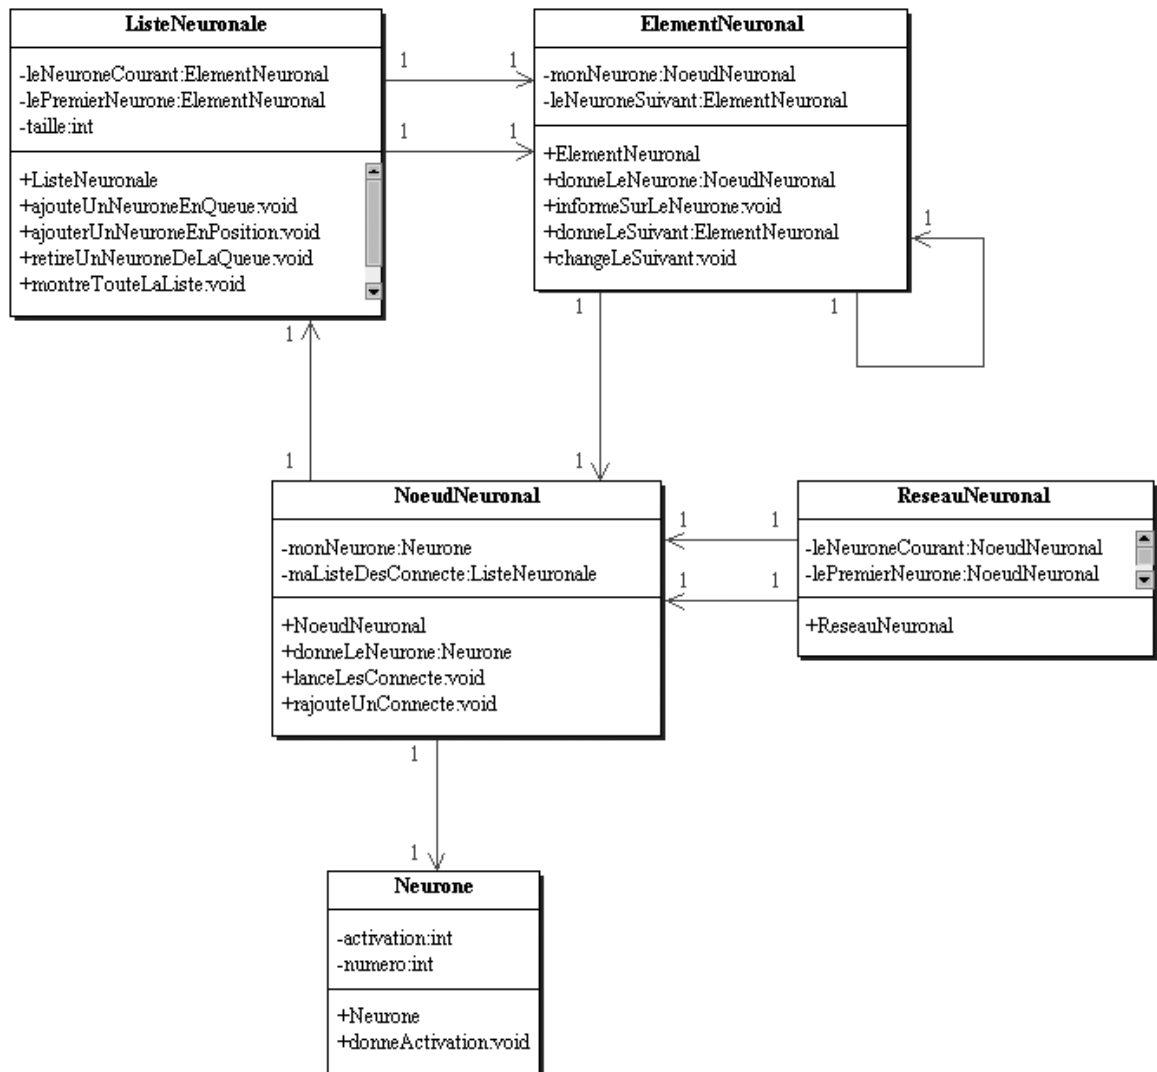 ListeNeuronale
-leNeuroneCourant:ElementNeuronal
-lePremierNeurone:ElementNeuronal
-taille:int
+ListeNeuronale
+ajouteUnNeuroneEnQueue:void
+ajouterUnNeuroneEnPosition:void
+retireUnNeuroneDeLaQueue:void
+montreTouteLaListe:void
1 1
1 1
ElementNeuronal
-monNeurone:NoeudNeuronal
-leNeuroneSuivant:ElementNeuronal
+ElementNeuronal
+donneLeNeurone:NoeudNeuronal
+informeSurLeNeurone:void
+donneLeSuivant:ElementNeuronal
+changeLeSuivant:void
1
1
1
1
1
1
1
NoeudNeuronal
-monNeurone:Neurone
-maListeDesConnecte:ListeNeuronale
+NoeudNeuronal
+donneLeNeurone:Neurone
+lanceLesConnecte:void
+rajouteUnConnecte:void
1 1
1 1
ReseauNeuronal
-leNeuroneCourant:NoeudNeuronal
-lePremierNeurone:NoeudNeuronal
+ReseauNeuronal
1
1
Neurone
-activation:int
-numero:int
+Neurone
+donneActivation:void